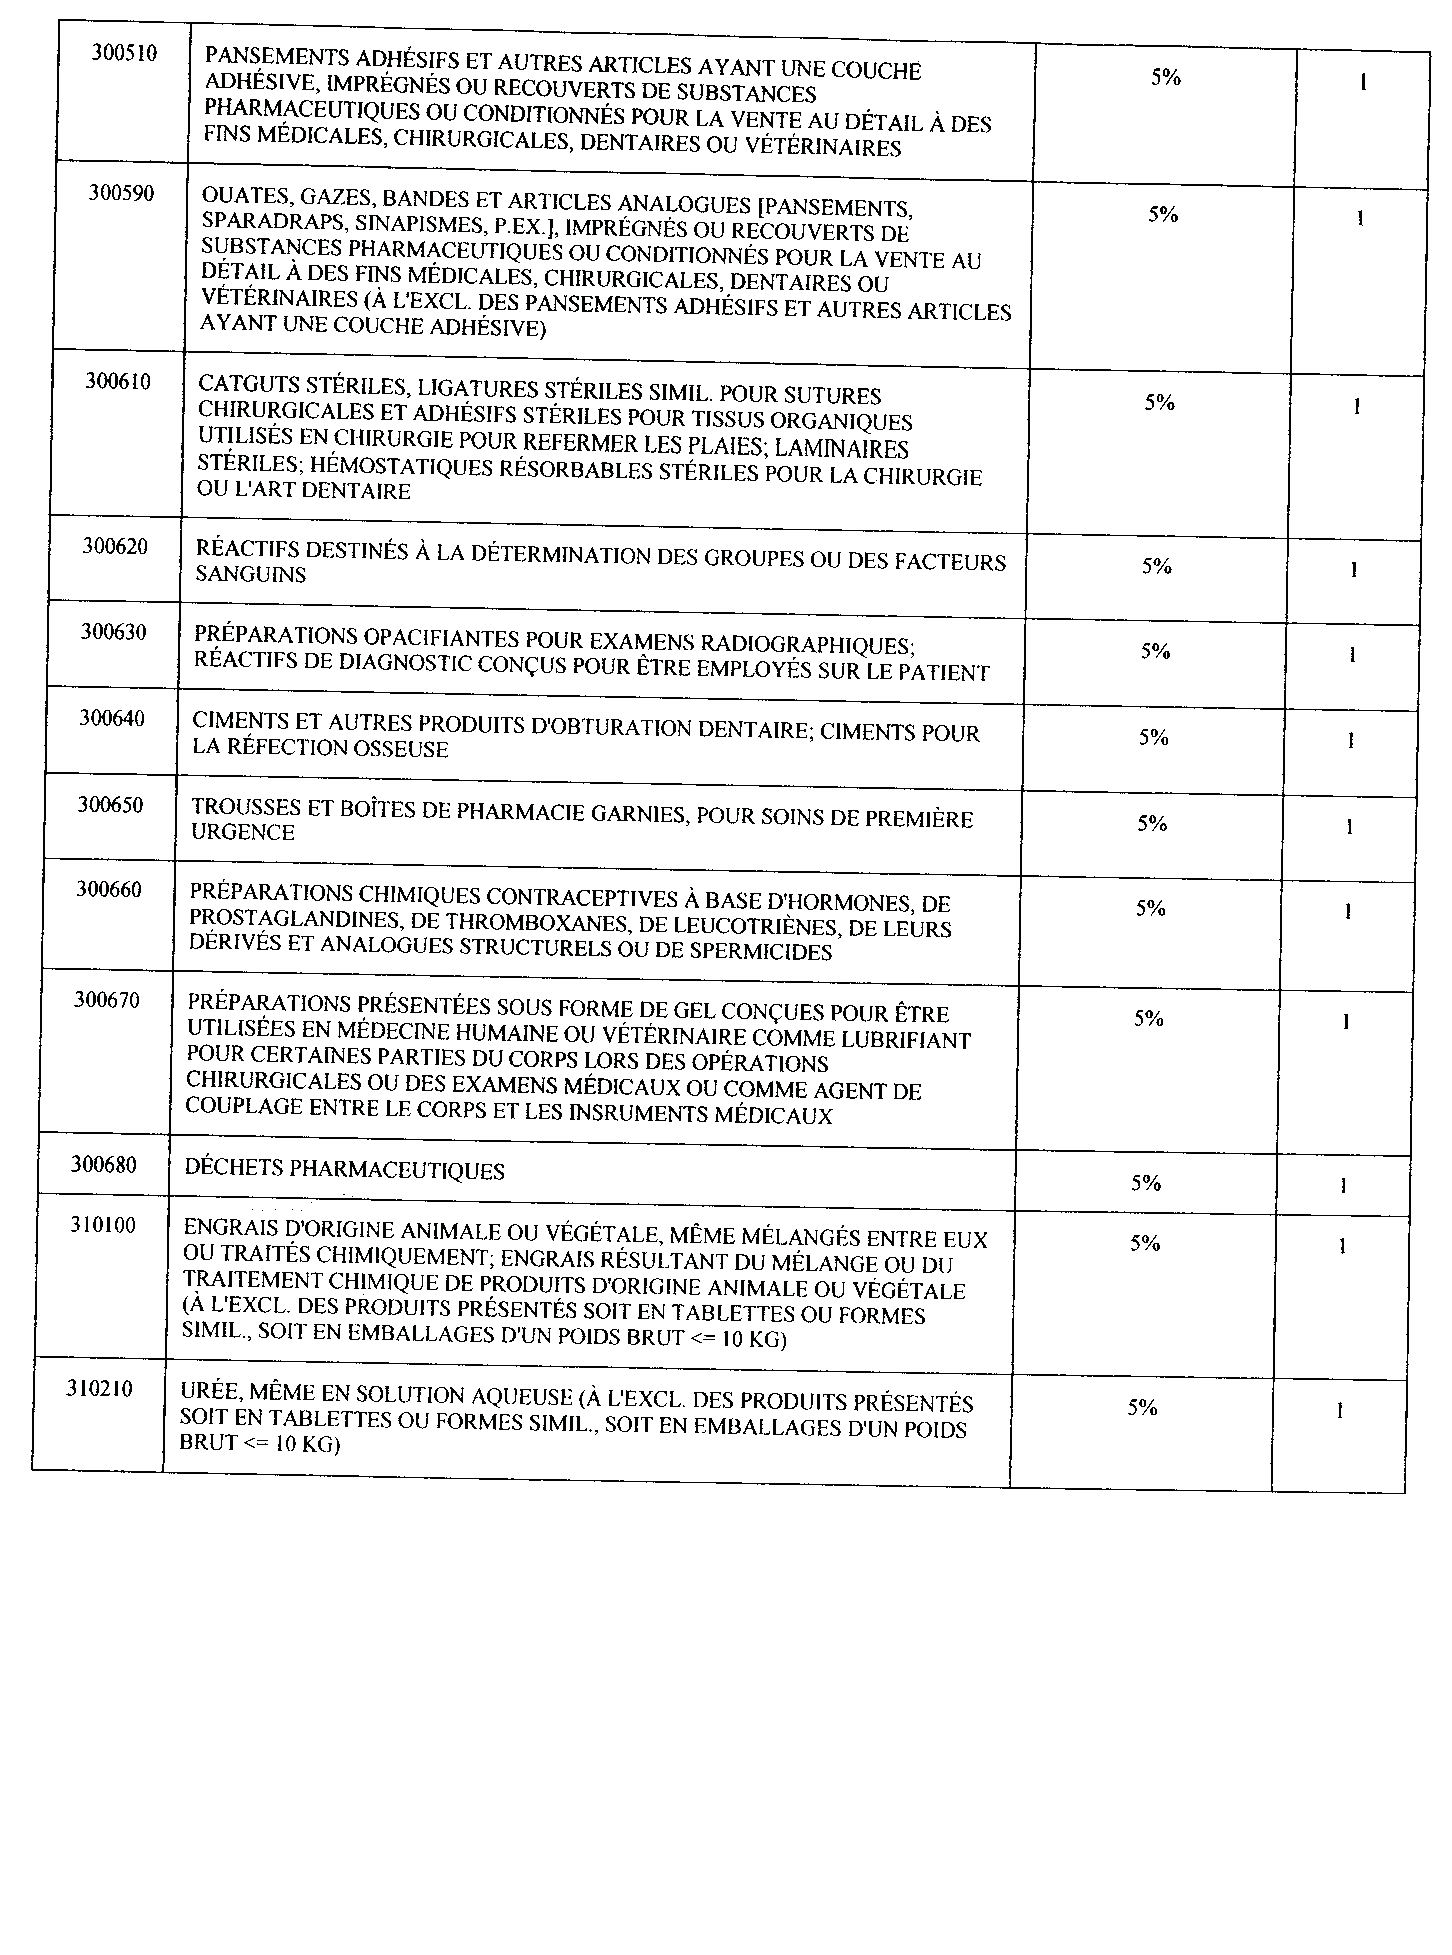 300510 PANSEMENTS ADHÉSIFS ET AUTRES ARTICLES AYANT UNE COUCHE 5% 1
ADHÉSIVE, IMPRÉGNÉS OU RECOUVERTS DE SUBSTANCES
PHARMACEUTIQUES OU CONDITIONNÉS POUR LA VENTE AU DÉTAIL À DES
FINS MÉDICALES, CHIRURGICALES, DENTAIRES OU VÉTÉRINAIRES
300590 OUATES, GAZES, BANDES ET ARTICLES ANALOGUES [PANSEMENTS, 5% 1
SPARADRAPS, SINAPISMES, P.EX.], IMPRÉGNÉS OU RECOUVERTS DE
SUBSTANCES PHARMACEUTIQUES OU CONDITIONNÉS POUR LA VENTE AU
DÉTAIL À DES FINS MÉDICALES, CHIRURGICALES, DENTAIRES OU
VÉTÉRINAIRES (À L'EXCL. DES PANSEMENTS ADHÉSIFS ET AUTRES ARTICLES
AYANT UNE COUCHE ADHÉSIVE)
300610 CATGUTS STÉRILES, LIGATURES STÉRILES SIMIL. POUR SUTURES 5% 1
CHIRURGICALES ET ADHÉSIFS STÉRILES POUR TISSUS ORGANIQUES
UTILISÉS EN CHIRURGIE POUR REFERMER LES PLAIES; LAMINAIRES
STÉRILES; HÉMOSTATIQUES RÉSORBABLES STÉRILES POUR LA CHIRURGIE
OU L'ART DENTAIRE
300620 RÉACTIFS DESTINÉS À LA DÉTERMINATION DES GROUPES OU DES FACTEURS 5% 1
SANGUINS
300630 PRÉPARATIONS OPACIFIANTES POUR EXAMENS RADIOGRAPHIQUES; 5% 1
RÉACTIFS DE DIAGNOSTIC CONÇUS POUR ÊTRE EMPLOYÉS SUR LE PATIENT
300640 CIMENTS ET AUTRES PRODUITS D'OBTURATION DENTAIRE; CIMENTS POUR 5% 1
LA RÉFECTION OSSEUSE
300650 TROUSSES ET BOÎTES DE PHARMACIE GARNIES, POUR SOINS DE PREMIÈRE 5% 1
URGENCE
300660 PRÉPARATIONS CHIMIQUES CONTRACEPTIVES À BASE D'HORMONES, DE 5% 1
PROSTAGLANDINES, DE THROMBOXANES, DE LEUCOTRIÈNES, DE LEURS
DÉRIVÉS ET ANALOGUES STRUCTURELS OU DE SPERMICIDES
300670 PRÉPARATIONS PRÉSENTÉES SOUS FORME DE GEL CONÇUES POUR ÊTRE 5% 1
UTILISÉES EN MÉDECINE HUMAINE OU VÉTÉRINAIRE COMME LUBRIFIANT
POUR CERTAINES PARTIES DU CORPS LORS DES OPÉRATIONS
CHIRURGICALES OU DES EXAMENS MÉDICAUX OU COMME AGENT DE
COUPLAGE ENTRE LE CORPS ET LES INSRUMENTS MÉDICAUX
300680 DÉCHETS PHARMACEUTIQUES 5% 1
310100 ENGRAIS D'ORIGINE ANIMALE OU VÉGÉTALE, MÊME MÉLANGÉS ENTRE EUX 5% 1
OU TRAITÉS CHIMIQUEMENT; ENGRAIS RÉSULTANT DU MÉLANGE OU DU
TRAITEMENT CHIMIQUE DE PRODUITS D'ORIGINE ANIMALE OU VÉGÉTALE
(À L'EXCL. DES PRODUITS PRÉSENTÉS SOIT EN TABLETTES OU FORMES
SIMIL., SOIT EN EMBALLAGES D'UN POIDS BRUT <= 10 KG)
310210 URÉE, MÊME EN SOLUTION AQUEUSE (À L'EXCL. DES PRODUITS PRÉSENTÉS 5% 1
SOIT EN TABLETTES OU FORMES SIMIL., SOIT EN EMBALLAGES D'UN POIDS
BRUT <= 10 KG)